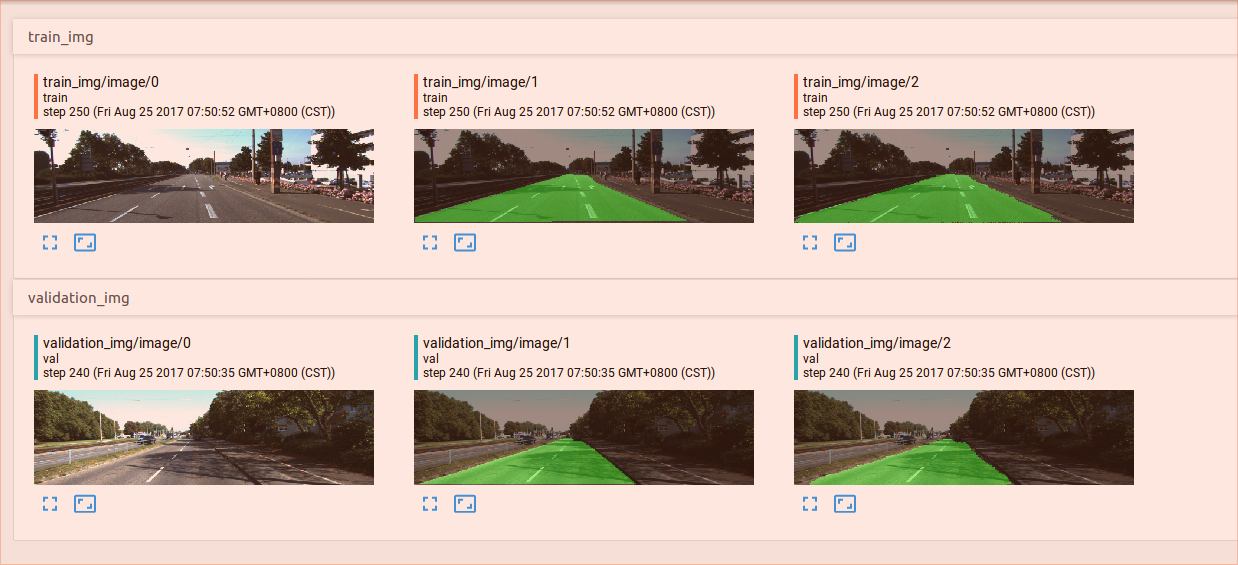 train_img
train_img/image/0
train
step 250 (Fri Aug 25 2017 07:50:52 GMT+0800 (CST))
train_img/image/1
train
step 250 (Fri Aug 25 2017 07:50:52 GMT+0800 (CST))
train_img/image/2
train
step 250 (Fri Aug 25 2017 07:50:52 GMT+0800 (CST))
validation_img
validation_img/image/0
val
step 240 (Fri Aug 25 2017 07:50:35 GMT+0800 (CST))
validation_img/image/1
val
step 240 (Fri Aug 25 2017 07:50:35 GMT+0800 (CST))
validation_img/image/2
val
step 240 (Fri Aug 25 2017 07:50:35 GMT+0800 (CST))